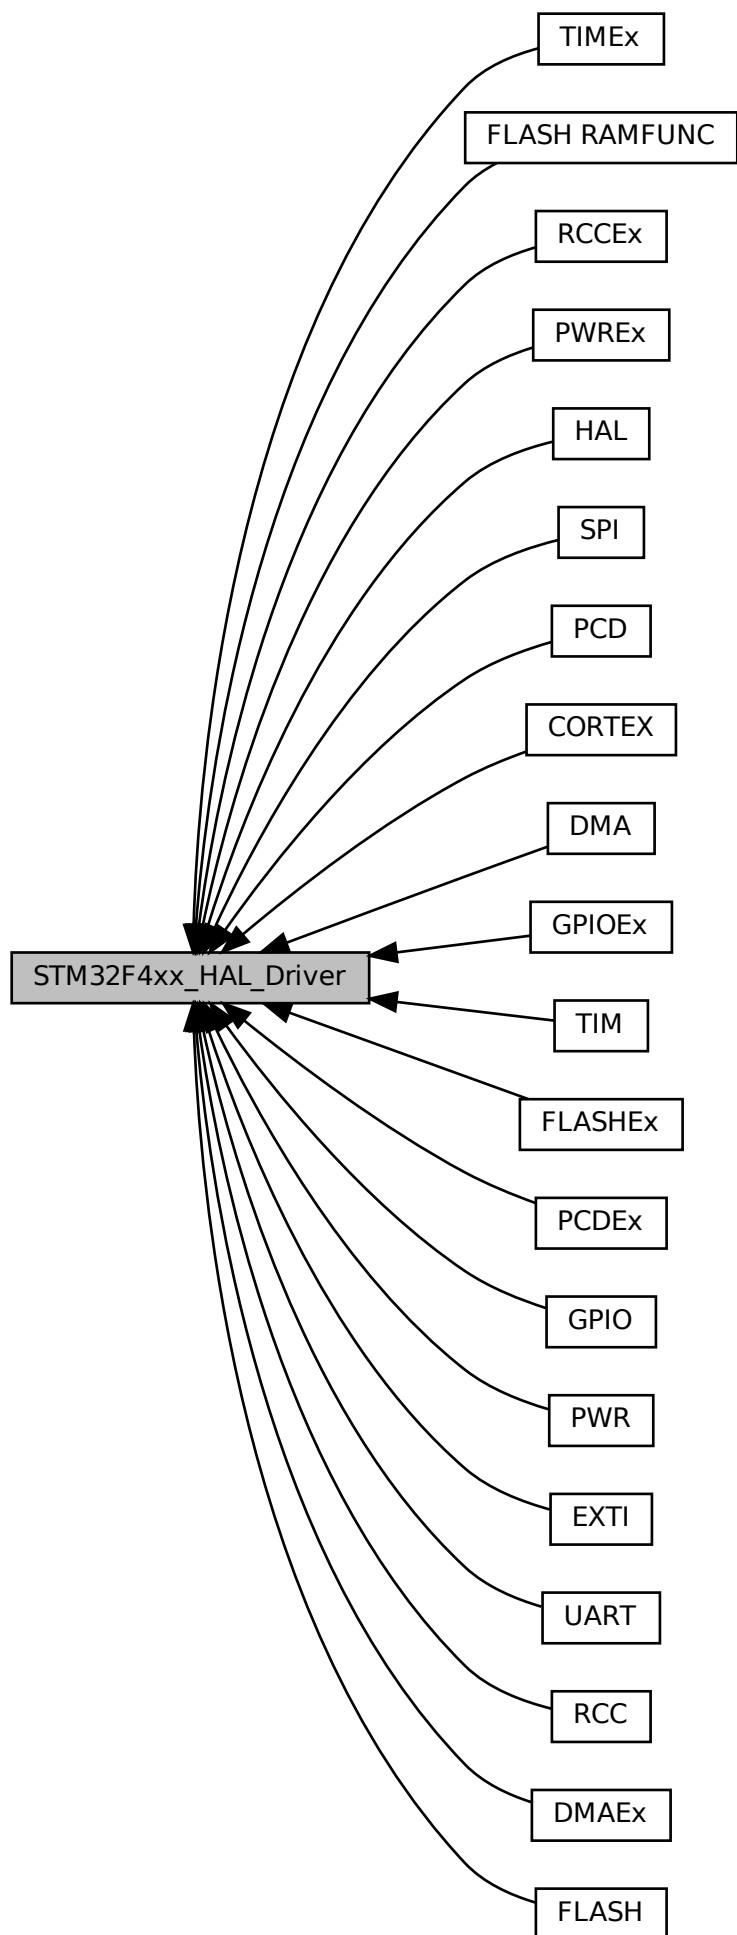 TIMEx
FLASH RAMFUNC
RCCEx
PWREx
HAL
SPI
PCD
CORTEX
DMA
GPIOEx
STM32F4xx_HAL_Driver
TIM
FLASHEx
PCDEx
GPIO
PWR
EXTI
UART
RCC
DMAEx
FLASH